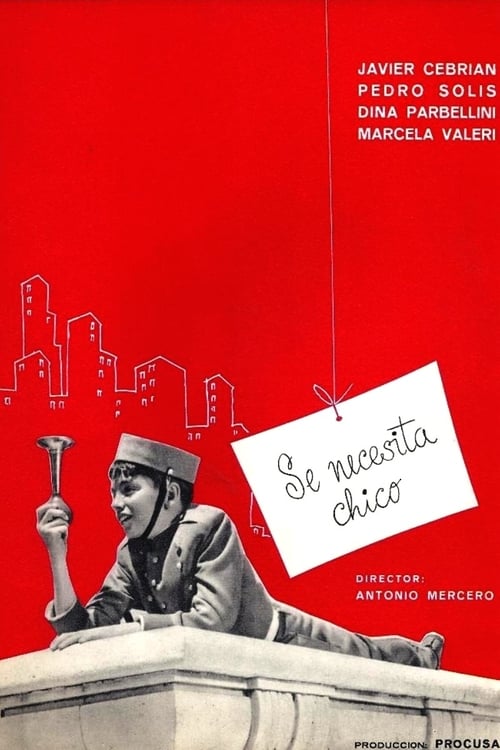 JAVIER CEBRIAN
PEDRO SOLIS
DINA PARBELLINI
MARCELA VALERI
Se necesita
chico
DIRECTOR:
ANTONIO MERCERO
PRODUCCION: PROCUSA